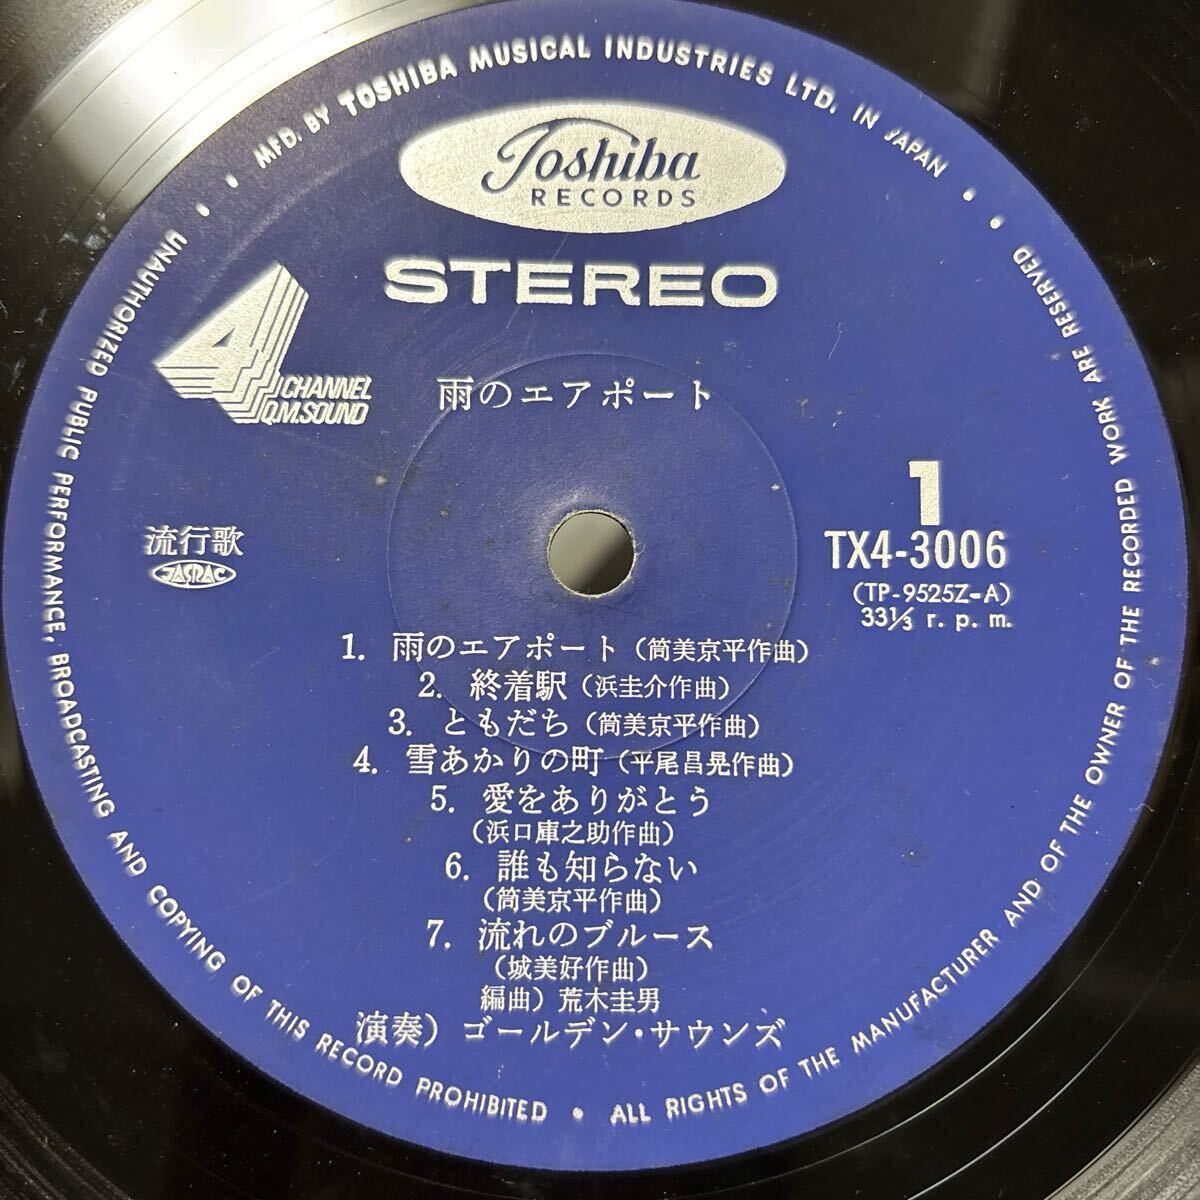 MFD. BY TOSHIBA MUSICAL INDUSTRIES LTD. IN JAPAN
Toshiba
RECORDS
STEREO
4 CHANNEL
Q.M.SOUND
雨のエアポート
1
流行歌
JASRAC
TX4-3006
(TP-9525Z-A)
33⅓ r. p. m.
1. 雨のエアポート(筒美京平作曲)
2. 終着駅(浜圭介作曲)
3. ともだち(筒美京平作曲)
4. 雪あかりの町(平尾昌晃作曲)
5. 愛をありがとう
(浜口庫之助作曲)
6. 誰も知らない
(筒美京平作曲)
7. 流れのブルース
(城美好作曲)
編曲)荒木圭男
演奏)ゴールデン・サウンズ
UNAUTHORIZED PUBLIC PERFORMANCE, BROADCASTING AND COPYING OF THIS RECORD PROHIBITED • ALL RIGHTS OF THE MANUFACTURER AND OF THE OWNER OF THE RECORDED WORK ARE RESERVED